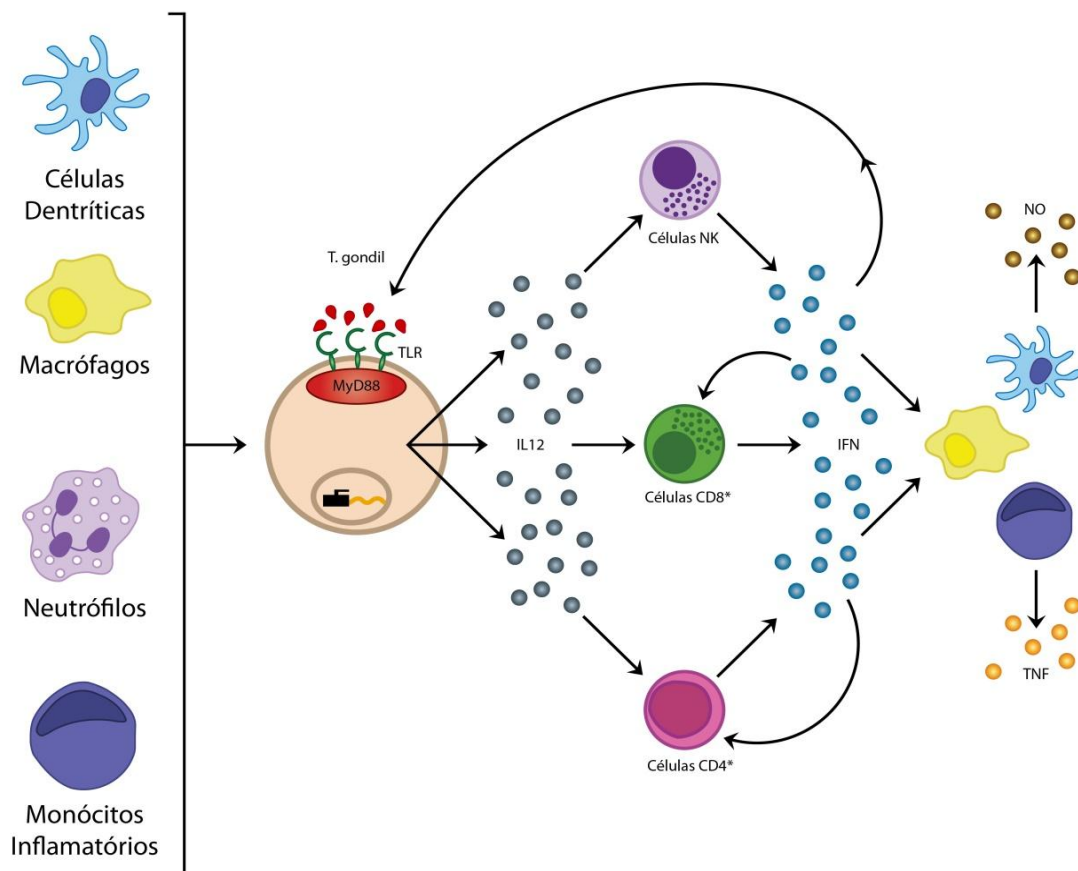 Células
Dentríticas
Macrófagos
Neutrófilos
Monócitos
Inflamatórios
T. gondil
TLR
MyD88
IL12
Células NK
Células CD8*
Células CD4*
IFN
NO
TNF